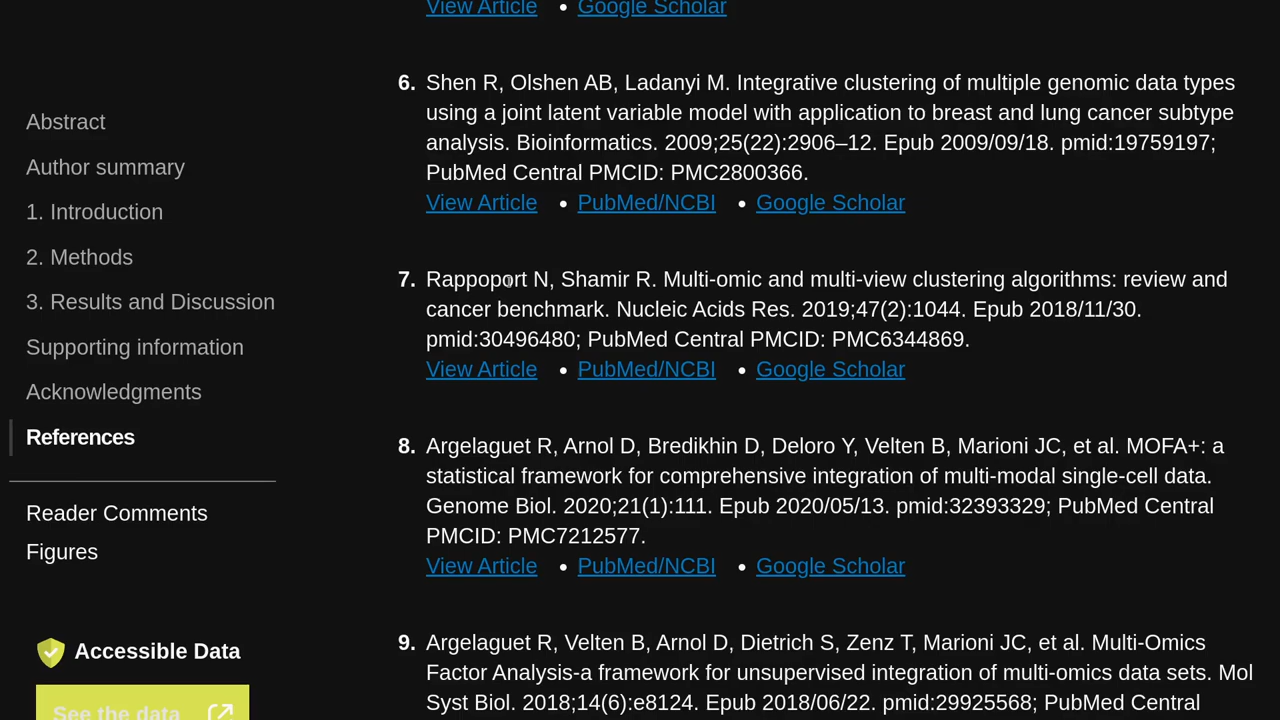 View Article • Google Scholar
6. Shen R, Olshen AB, Ladanyi M. Integrative clustering of multiple genomic data types
using a joint latent variable model with application to breast and lung cancer subtype
analysis. Bioinformatics. 2009;25(22):2906–12. Epub 2009/09/18. pmid:19759197;
PubMed Central PMCID: PMC2800366.
View Article • PubMed/NCBI • Google Scholar
7. Rappoport N, Shamir R. Multi-omic and multi-view clustering algorithms: review and
cancer benchmark. Nucleic Acids Res. 2019;47(2):1044. Epub 2018/11/30.
pmid:30496480; PubMed Central PMCID: PMC6344869.
View Article • PubMed/NCBI • Google Scholar
8. Argelaguet R, Arnol D, Bredikhin D, Deloro Y, Velten B, Marioni JC, et al. MOFA+: a
statistical framework for comprehensive integration of multi-modal single-cell data.
Genome Biol. 2020;21(1):111. Epub 2020/05/13. pmid:32393329; PubMed Central
PMCID: PMC7212577.
View Article • PubMed/NCBI • Google Scholar
9. Argelaguet R, Velten B, Arnol D, Dietrich S, Zenz T, Marioni JC, et al. Multi-Omics
Factor Analysis-a framework for unsupervised integration of multi-omics data sets. Mol
Syst Biol. 2018;14(6):e8124. Epub 2018/06/22. pmid:29925568; PubMed Central
Abstract
Author summary
1. Introduction
2. Methods
3. Results and Discussion
Supporting information
Acknowledgments
References
Reader Comments
Figures
Accessible Data
See the data